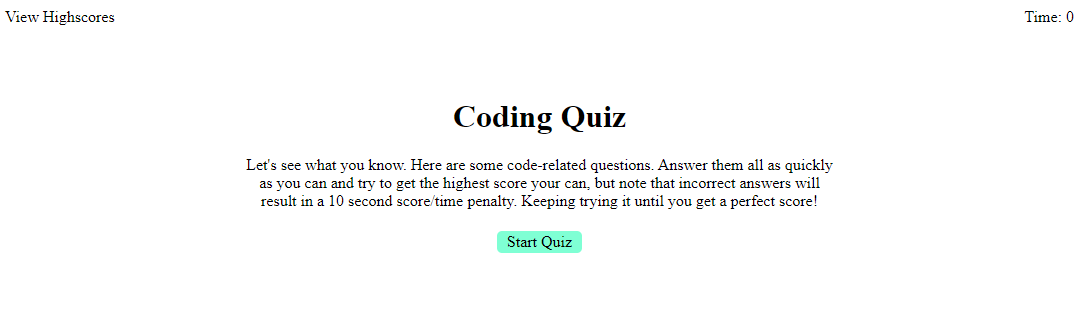 View Highscores
Time: 0
Coding Quiz
Let's see what you know. Here are some code-related questions. Answer them all as quickly
as you can and try to get the highest score your can, but note that incorrect answers will
result in a 10 second score/time penalty. Keeping trying it until you get a perfect score!
Start Quiz